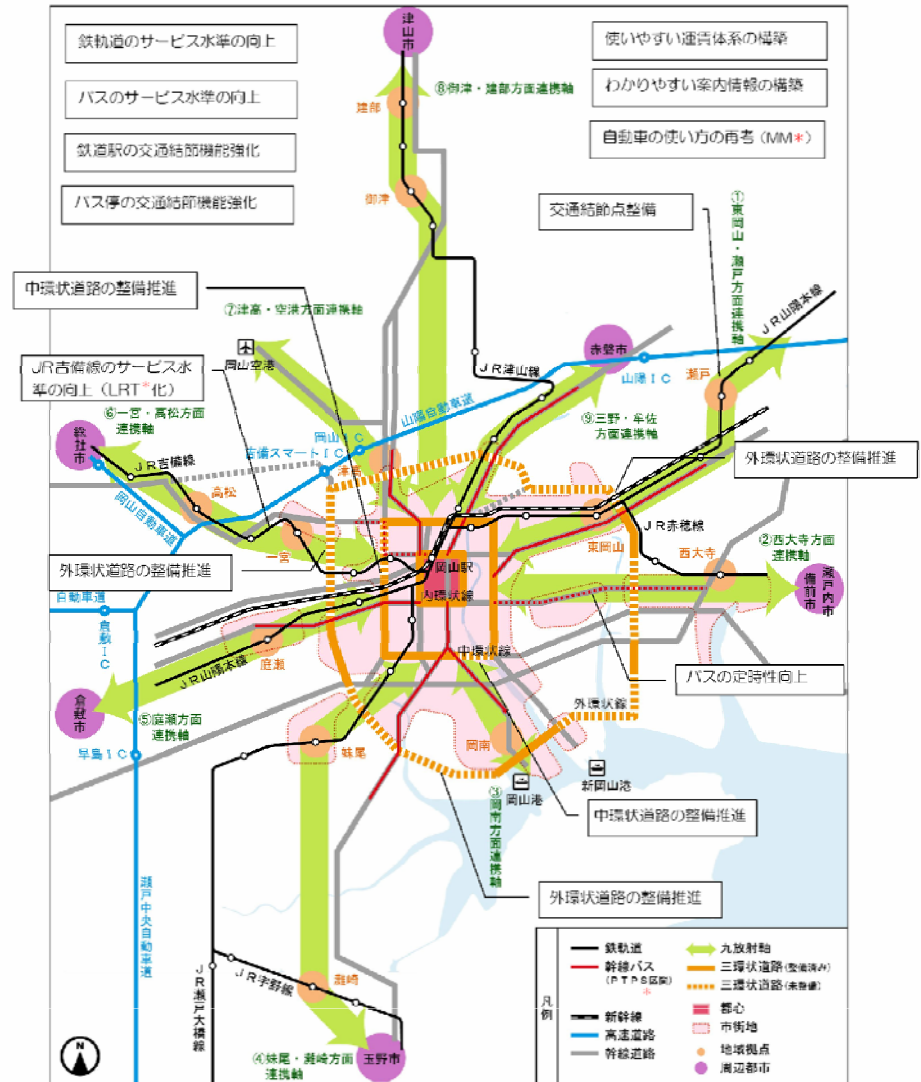 鉄軌道のサービス水準の向上
バスのサービス水準の向上
鉄道駅の交通結節機能強化
バス停の交通結節機能強化
津山市
使いやすい運賃体系の構築
わかりやすい案内情報の構築
自動車の使い方の再考(MM*)
⑧御津・建部方面連携軸
建部
御津
交通結節点整備
①東岡山・瀬戸方面連携軸
中環状道路の整備推進
⑦津高・空港方面連携軸
岡山空港
JR山陽本線
赤磐市
山陽IC
瀬戸
JR津山線
JR吉備線のサービス水
準の向上(LRT*化)
山陽自動車道
⑥一宮・高松方面
連携軸
岡山IC
吉備スマートIC
津高
⑨三野・牟佐
方面連携軸
総社市
JR吉備線
外環状道路の整備推進
高松
岡山自動車道
一宮
東岡山
JR赤穂線
西大寺
②西大寺方面
連携軸
岡山駅
外環状道路の整備推進
内環状線
瀬戸内市
備前市
自動車道
倉敷IC
中環状線
庭瀬
JR山陽本線
バスの定時性向上
倉敷市
外環状線
⑤庭瀬方面
連携軸
早島IC
妹尾
岡南
岡山港
新岡山港
③岡南方面連携軸
中環状道路の整備推進
瀬戸中央自動車道
外環状道路の整備推進
JR瀬戸大橋線
JR宇野線
灘崎
④妹尾・灘崎方面
連携軸
玉野市
凡例
鉄軌道
幹線バス
(PTPS区間)
*
新幹線
高速道路
幹線道路
九放射軸
三環状道路(整備済み)
三環状道路(未整備)
都心
市街地
地域拠点
周辺都市